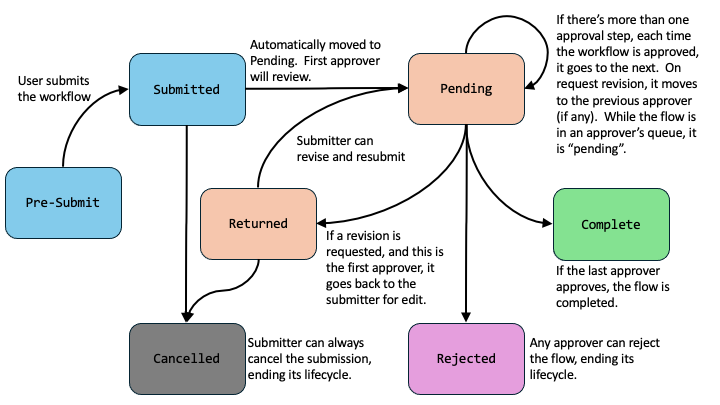 If there's more than one
approval step, each time
the workflow is approved,
it goes to the next.  On
request revision, it moves
to the previous approver
(if any).  While the flow is
in an approver's queue, it
is "pending".
Automatically moved to
Pending.  First approver
will review.
User submits
the workflow
Submitted
Pending
Submitter can
revise and resubmit
Pre-Submit
Returned
Complete
If a revision is
requested, and this is
the first approver, it
goes back to the
submitter for edit.
If the last approver
approves, the flow is
completed.
Cancelled
Submitter can always
cancel the submission,
ending its lifecycle.
Rejected
Any approver can reject
the flow, ending its
lifecycle.